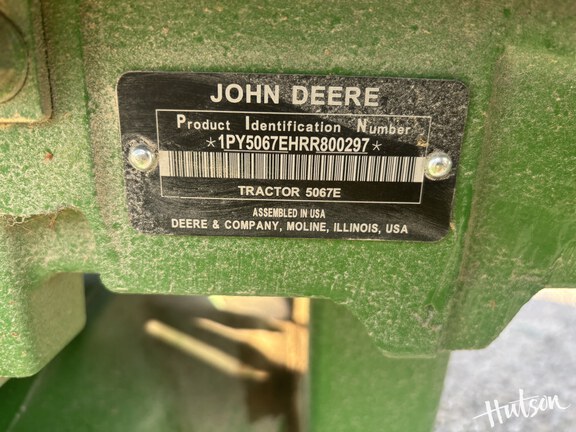 JOHN DEERE
Product Identification Number
*1PY5067EHRR800297*
TRACTOR 5067E
ASSEMBLED IN USA
DEERE & COMPANY, MOLINE, ILLINOIS, USA
Hutson